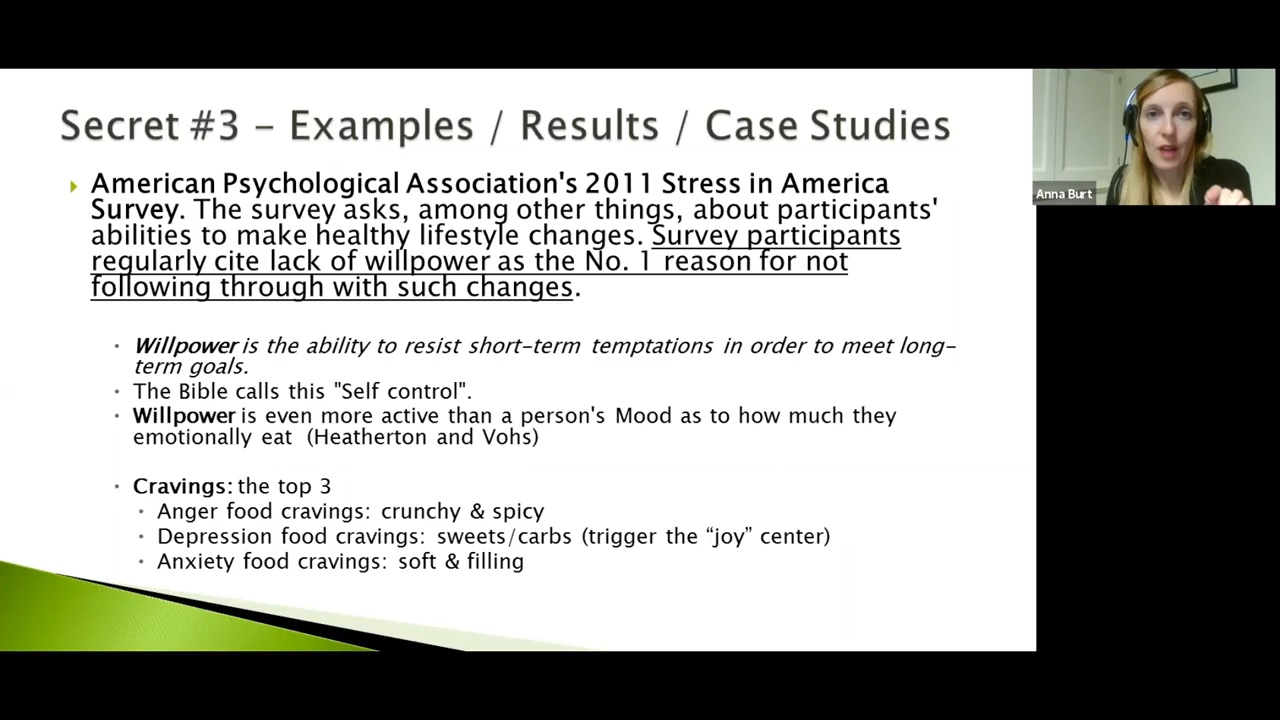 Secret #3 – Examples / Results / Case Studies
American Psychological Association's 2011 Stress in America
Survey. The survey asks, among other things, about participants'
abilities to make healthy lifestyle changes. Survey participants
regularly cite lack of willpower as the No. 1 reason for not
following through with such changes.
Willpower is the ability to resist short-term temptations in order to meet long-
term goals.
The Bible calls this "Self control".
Willpower is even more active than a person's Mood as to how much they
emotionally eat (Heatherton and Vohs)
Cravings: the top 3
Anger food cravings: crunchy & spicy
Depression food cravings: sweets/carbs (trigger the “joy” center)
Anxiety food cravings: soft & filling
Anna Burt